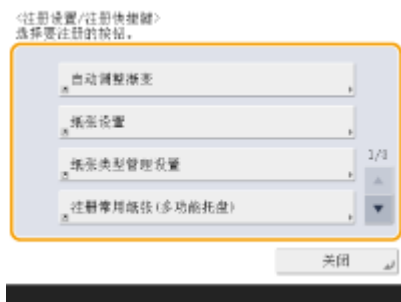 <注册设置/注册快捷键>
选择要注册的按钮。
自动调整渐变
纸张设置
纸张类型管理设置
1/3
注册常用纸张(多功能托盘)
关闭